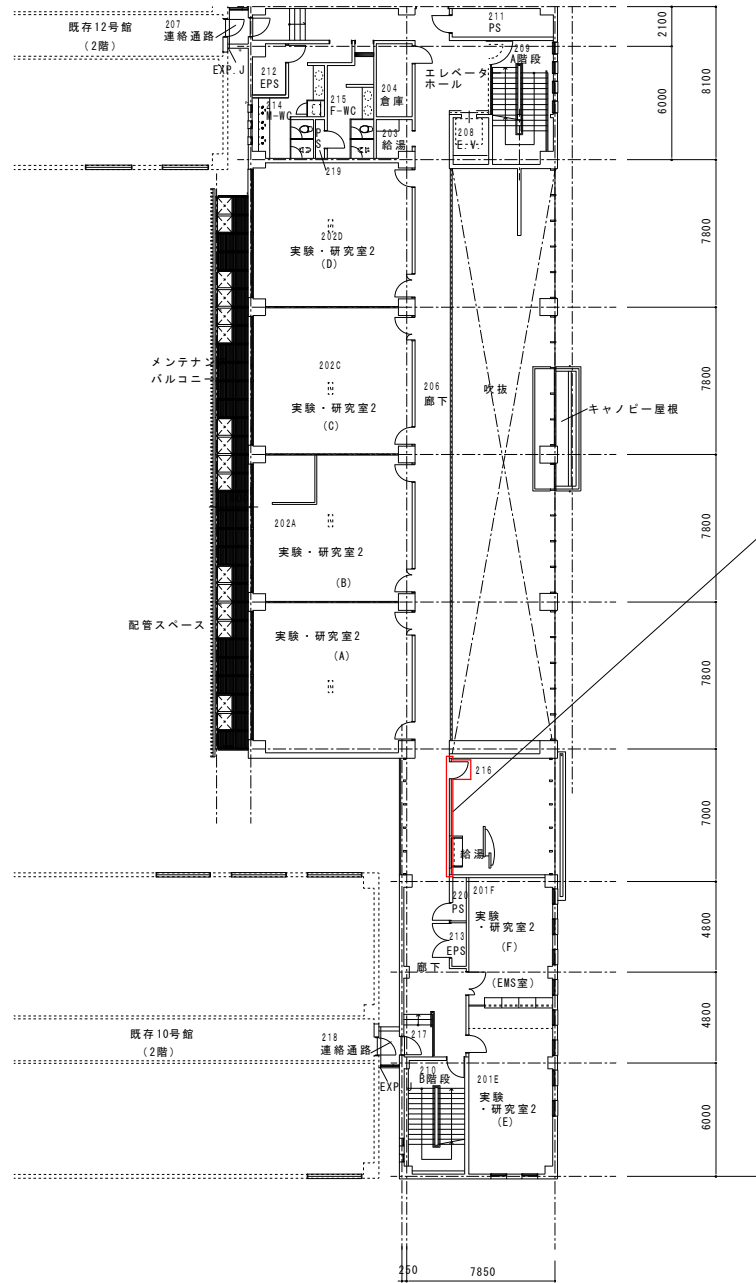 既存12号館
(2階)
207
連絡通路
EXP.J
211
PS
2100
8100
6000
212
EPS
214
M-WC
215
F-WC
204
倉庫
エレベーター
ホール
209
A階段
PS
203
給湯
208
E.V.
219
202D
実験・研究室2
(D)
7800
メンテナン
バルコニー
202C
実験・研究室2
(C)
206
廊下
吹抜
キャノピー屋根
7800
202A
実験・研究室2
(B)
7800
配管スペース
実験・研究室2
(A)
7800
216
給湯
7000
220
PS
201F
実験
・研究室2
(F)
213
EPS
4800
廊下
(EMS室)
既存10号館
(2階)
218
連絡通路
217
4800
EXP.J
210
B階段
201E
実験
・研究室2
(E)
6000
250
7850